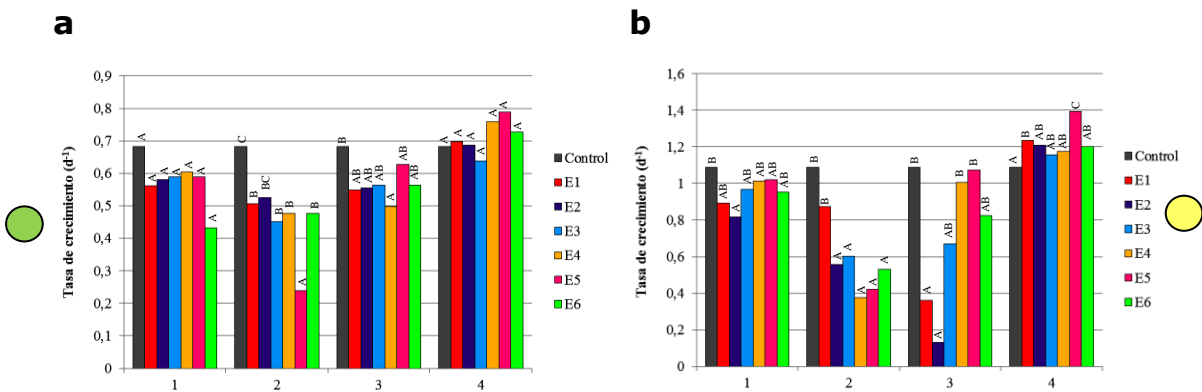 a
b
Tasa de crecimiento (d⁻¹)
0,9
0,8
0,7
0,6
0,5
0,4
0,3
0,2
0,1
0
A A A A A A A
C B BC B B A B
B AB AB AB A AB AB
A A A A A A A
1 2 3 4
Control
E1
E2
E3
E4
E5
E6
Tasa de crecimiento (d⁻¹)
1,6
1,4
1,2
1
0,8
0,6
0,4
0,2
0
B AB A AB AB AB AB
B B A A A A A
B A A AB B B AB
A B AB AB AB C AB
1 2 3 4
Control
E1
E2
E3
E4
E5
E6